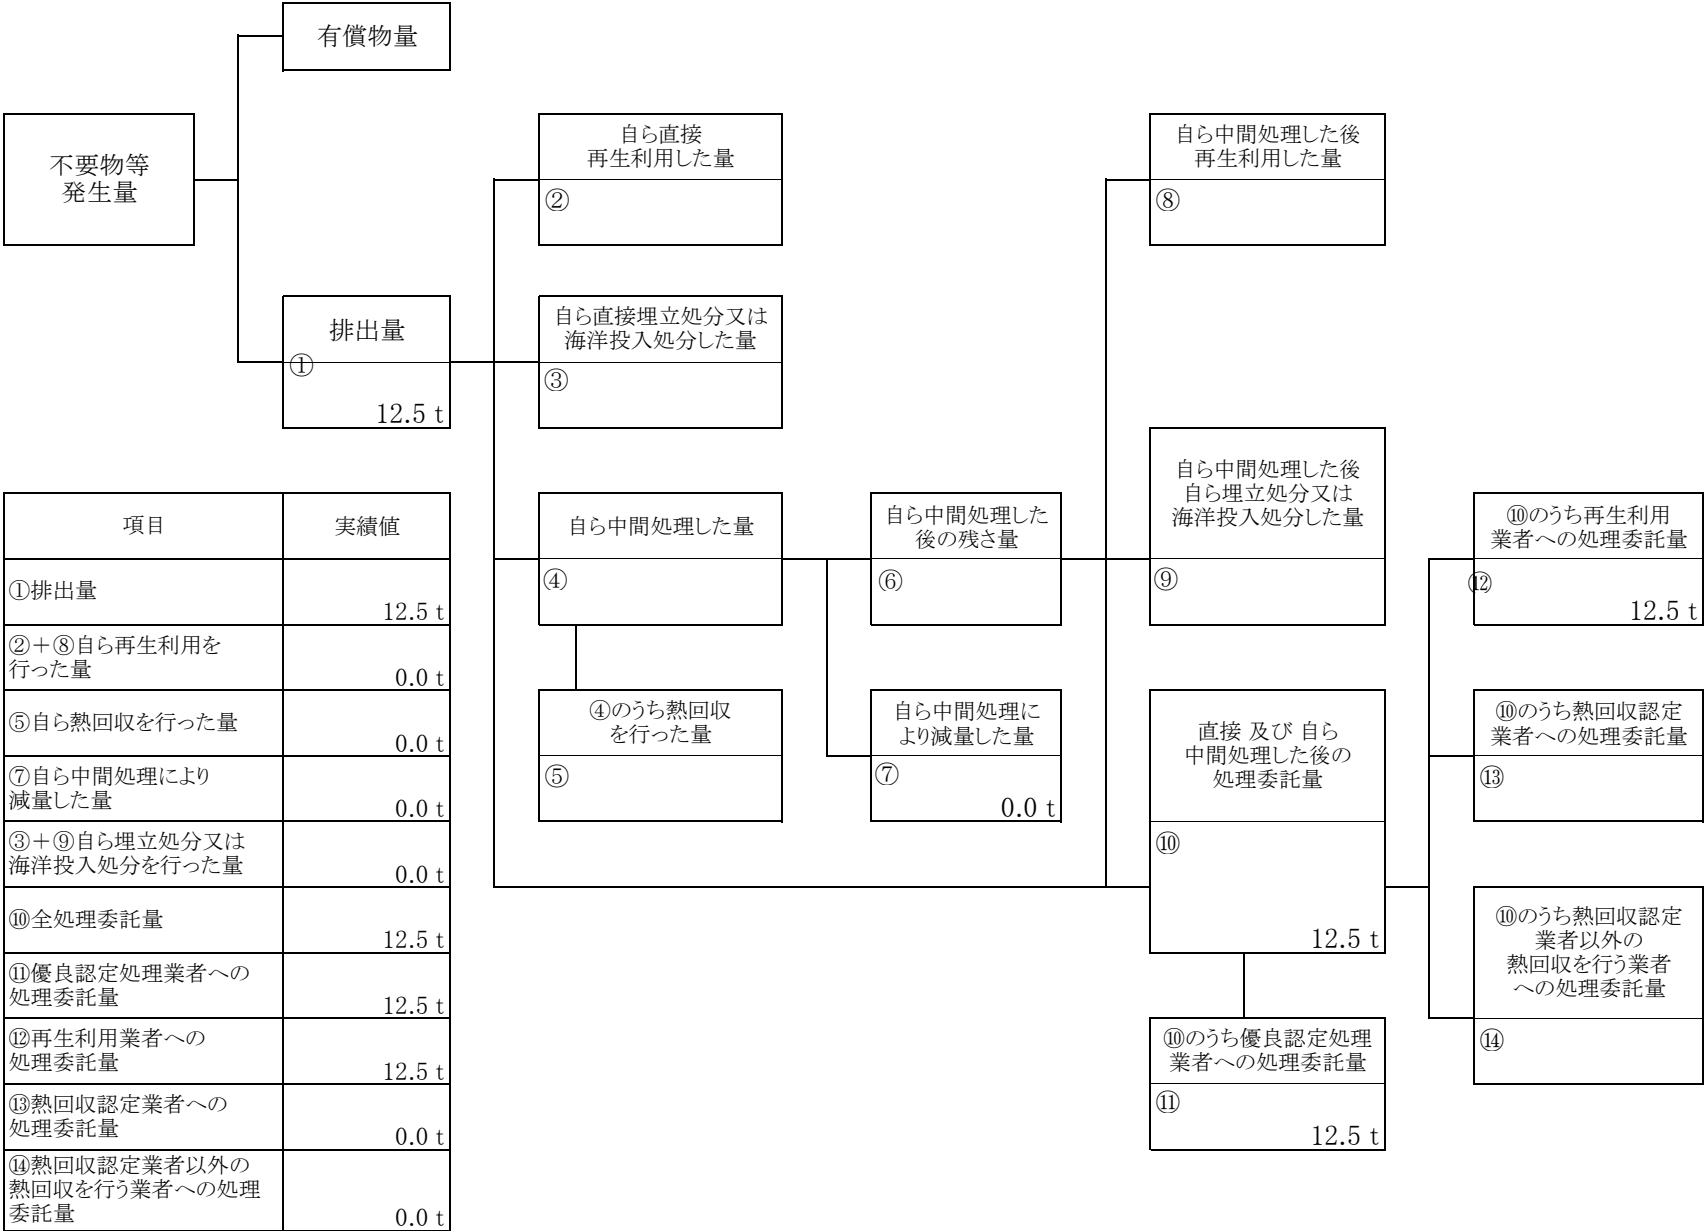 有償物量
不要物等
発生量
自ら直接
再生利用した量
②
自ら中間処理した後
再生利用した量
⑧
排出量
①
12.5 t
自ら直接埋立処分又は
海洋投入処分した量
③
自ら中間処理した量
④
自ら中間処理した
後の残さ量
⑥
自ら中間処理した後
自ら埋立処分又は
海洋投入処分した量
⑨
⑩のうち再生利用
業者への処理委託量
⑫
12.5 t
④のうち熱回収
を行った量
⑤
自ら中間処理に
より減量した量
⑦
0.0 t
直接 及び 自ら
中間処理した後の
処理委託量
⑩
12.5 t
⑩のうち熱回収認定
業者への処理委託量
⑬
⑩のうち熱回収認定
業者以外の
熱回収を行う業者
への処理委託量
⑭
⑩のうち優良認定処理
業者への処理委託量
⑪
12.5 t
項目 実績値
①排出量
12.5 t
②＋⑧自ら再生利用を
行った量
0.0 t
⑤自ら熱回収を行った量
0.0 t
⑦自ら中間処理により
減量した量
0.0 t
③＋⑨自ら埋立処分又は
海洋投入処分を行った量
0.0 t
⑩全処理委託量
12.5 t
⑪優良認定処理業者への
処理委託量
12.5 t
⑫再生利用業者への
処理委託量
12.5 t
⑬熱回収認定業者への
処理委託量
0.0 t
⑭熱回収認定業者以外の
熱回収を行う業者への処理
委託量
0.0 t